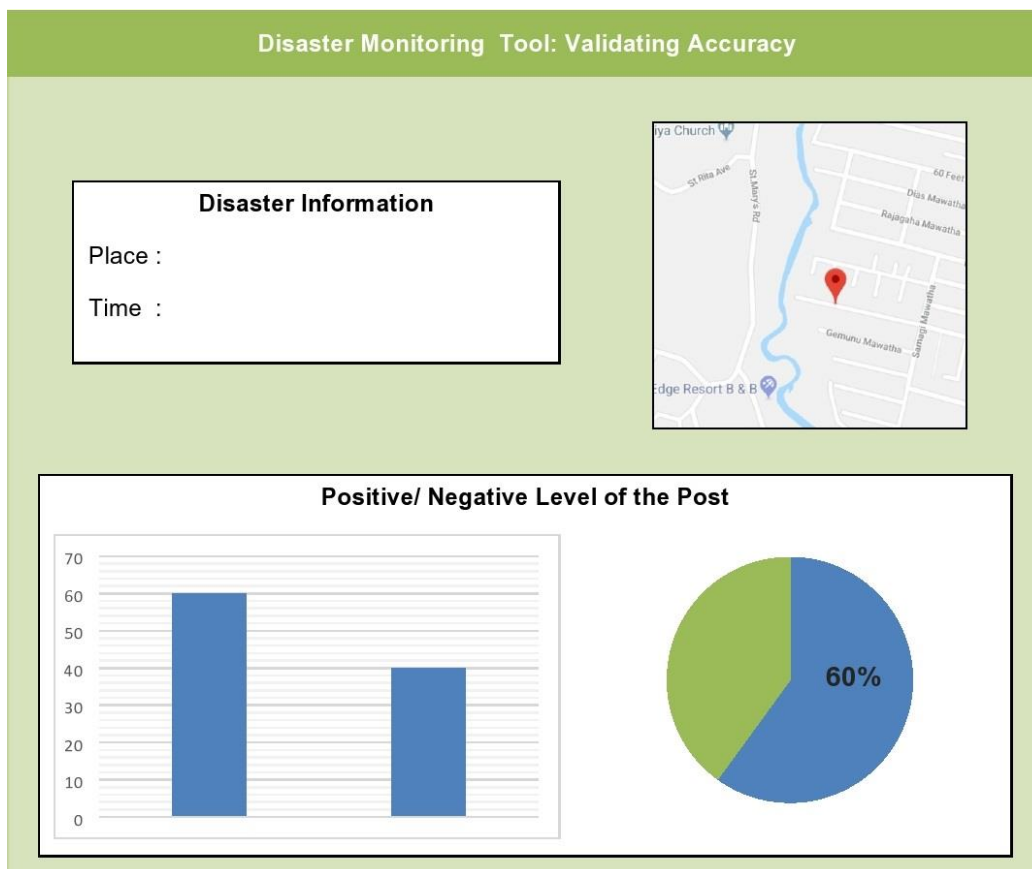 Disaster Monitoring Tool: Validating Accuracy
Disaster Information
Place :
Time :
iya Church
St Rita Ave
St.Mary's Rd
60 Feet
Dias Mawatha
Rajagaha Mawatha
Samagi Mawatha
Gemunu Mawatha
Edge Resort B & B
Positive/ Negative Level of the Post
70
60
50
40
30
20
10
0
60%